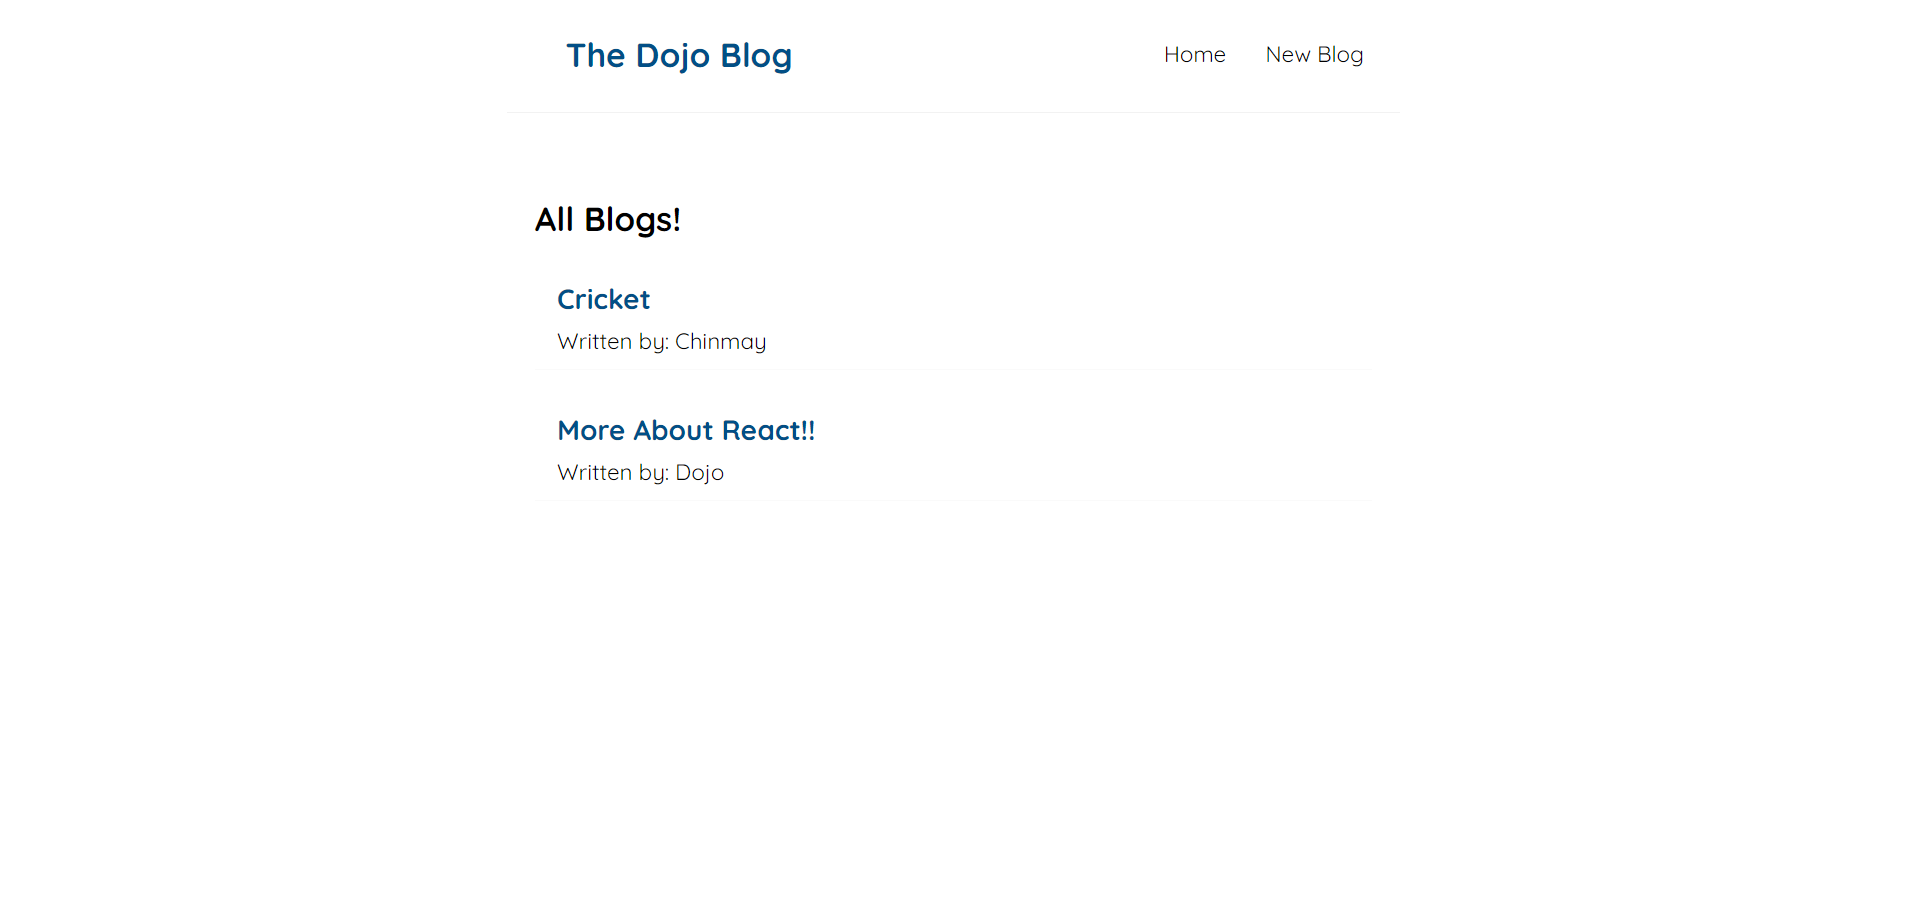 The Dojo Blog
Home New Blog
All Blogs!
Cricket
Written by: Chinmay
More About React!!
Written by: Dojo